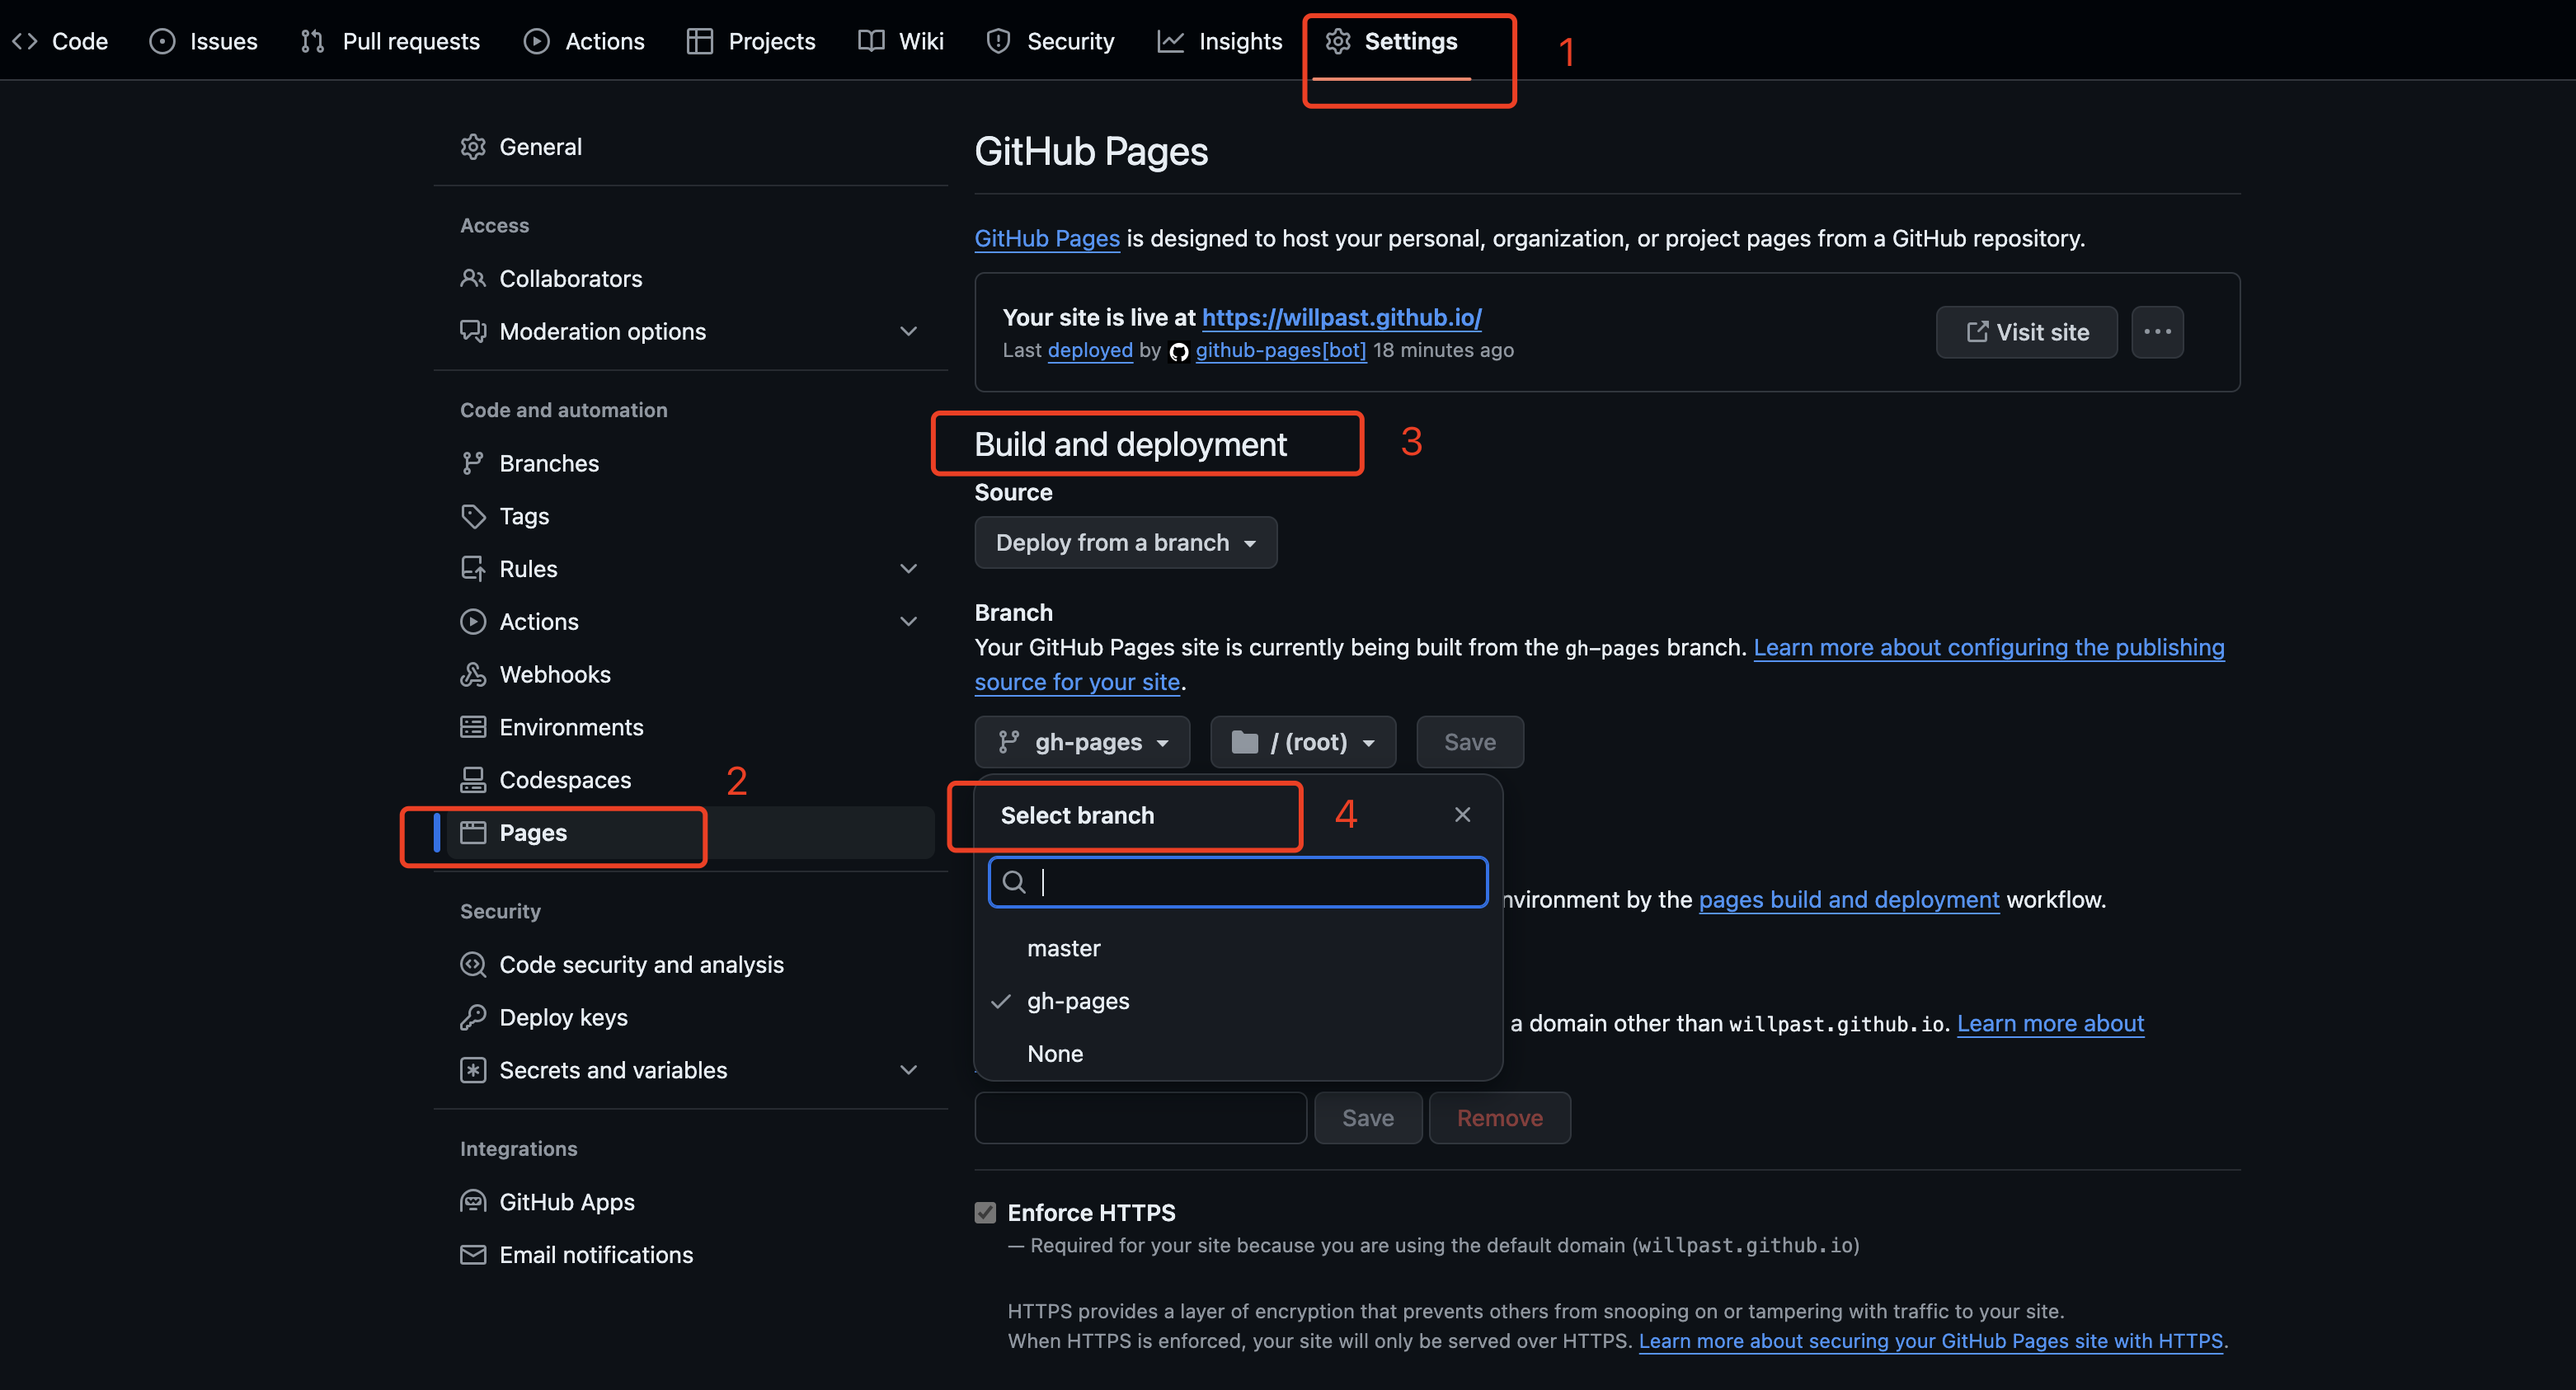 Code Issues Pull requests Actions Projects Wiki Security Insights Settings 1
General
Access
Collaborators
Moderation options
Code and automation
Branches
Tags
Rules
Actions
Webhooks
Environments
Codespaces
2
Pages
Security
Code security and analysis
Deploy keys
Secrets and variables
Integrations
GitHub Apps
Email notifications
GitHub Pages
GitHub Pages is designed to host your personal, organization, or project pages from a GitHub repository.
Your site is live at https://willpast.github.io/
Last deployed by github-pages[bot] 18 minutes ago
Visit site
Build and deployment 3
Source
Deploy from a branch
Branch
Your GitHub Pages site is currently being built from the gh-pages branch. Learn more about configuring the publishing
source for your site.
gh-pages / (root) Save
Select branch 4
master
gh-pages
None
by the pages build and deployment workflow.
a domain other than willpast.github.io. Learn more about
Save Remove
Enforce HTTPS
— Required for your site because you are using the default domain (willpast.github.io)
HTTPS provides a layer of encryption that prevents others from snooping on or tampering with traffic to your site.
When HTTPS is enforced, your site will only be served over HTTPS. Learn more about securing your GitHub Pages site with HTTPS.